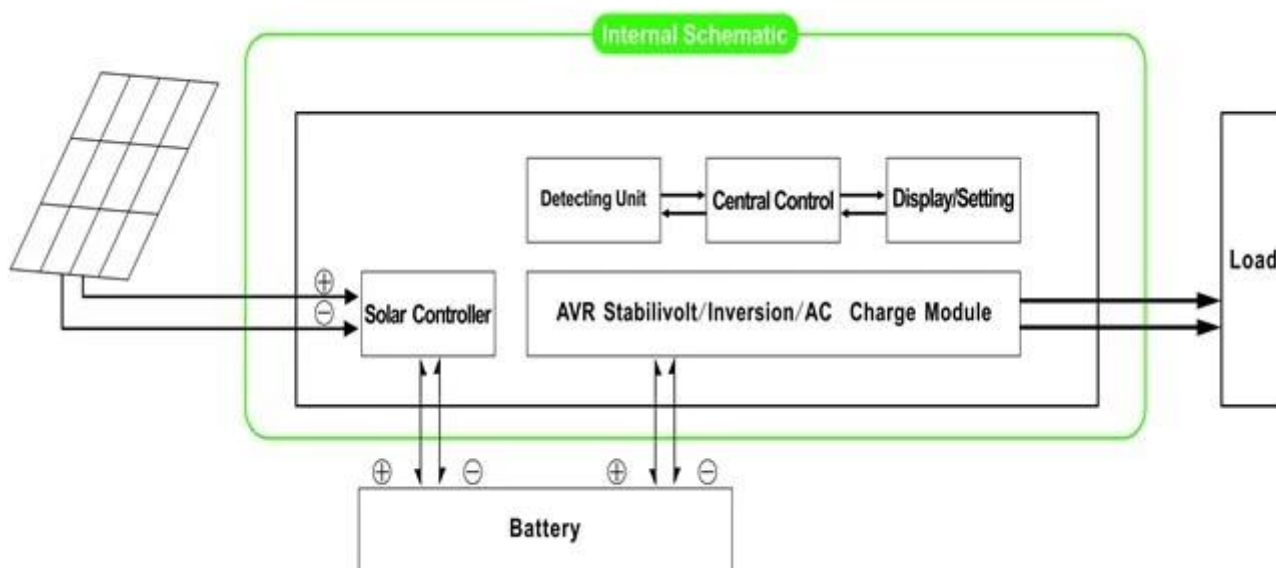 Internal Schematic
Detecting Unit
Central Control
Display/Setting
Load
⊕
⊖
Solar Controller
AVR Stabilivolt/Inversion/AC Charge Module
⊕ ⊖ ⊕ ⊖
Battery